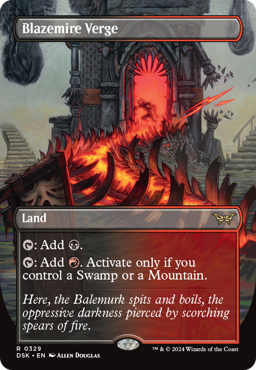 Blazemire Verge
Land
: Add .
: Add . Activate only if you
control a Swamp or a Mountain.
Here, the Balemurk spits and boils, the
oppressive darkness pierced by scorching
spears of fire.
R 0329
DSK • EN ALLEN DOUGLAS
™ & © 2024 Wizards of the Coast